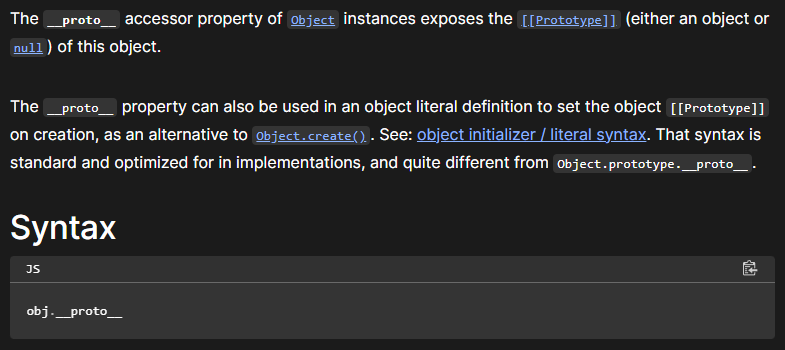 The __proto__ accessor property of Object instances exposes the [[Prototype]] (either an object or
null) of this object.
The __proto__ property can also be used in an object literal definition to set the object [[Prototype]]
on creation, as an alternative to Object.create(). See: object initializer / literal syntax. That syntax is
standard and optimized for in implementations, and quite different from Object.prototype.__proto__.
Syntax
JS
obj.__proto__